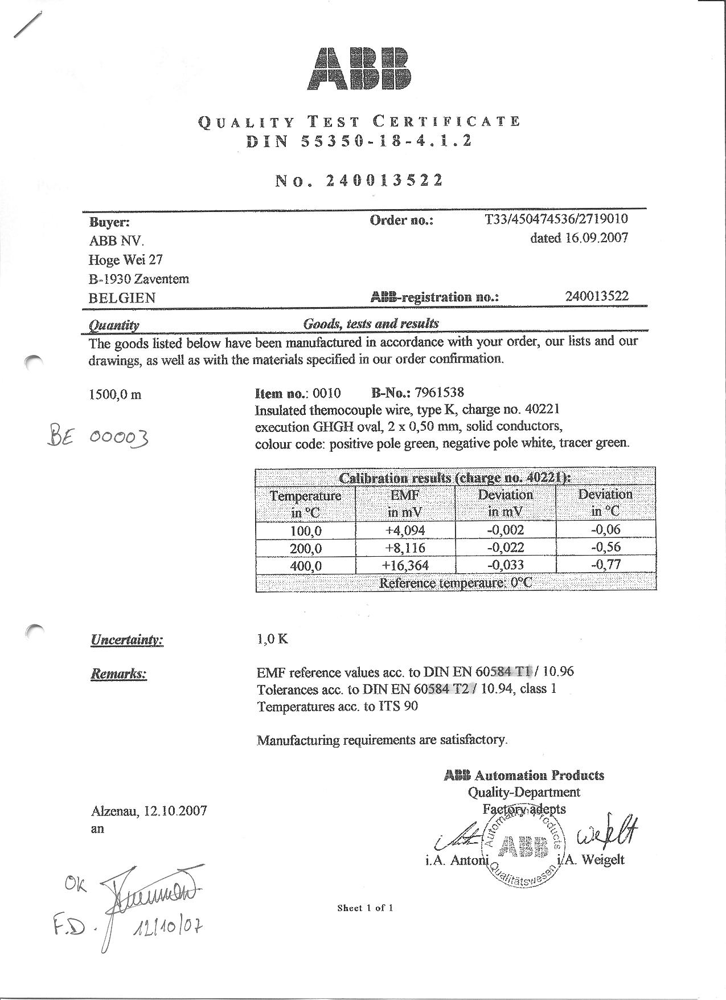 ABB
QUALITY TEST CERTIFICATE
DIN 55350-18-4.1.2
No. 240013522
Buyer: Order no.: T33/450474536/2719010
ABB NV. dated 16.09.2007
Hoge Wei 27
B-1930 Zaventem
BELGIEN ABB-registration no.: 240013522
Quantity Goods, tests and results
The goods listed below have been manufactured in accordance with your order, our lists and our
drawings, as well as with the materials specified in our order confirmation.
1500,0 m Item no.: 0010 B-No.: 7961538
Insulated themocouple wire, type K, charge no. 40221
execution GHGH oval, 2 x 0,50 mm, solid conductors,
BE 00003
colour code: positive pole green, negative pole white, tracer green.
Calibration results (charge no. 40221):
Temperature EMF Deviation Deviation
in °C in mV in mV in °C
100,0 +4,094 -0,002 -0,06
200,0 +8,116 -0,022 -0,56
400,0 +16,364 -0,033 -0,77
Reference temperaure: 0°C
Uncertainty: 1,0 K
Remarks: EMF reference values acc. to DIN EN 60584 T1 / 10.96
Tolerances acc. to DIN EN 60584 T2 / 10.94, class 1
Temperatures acc. to ITS 90
Manufacturing requirements are satisfactory.
ABB Automation Products
Quality-Department
Alzenau, 12.10.2007 Factory adepts
an
Automation Products
ABB
Qualitätswesen
Weigelt
i.A. Antoni i.A. Weigelt
OK
F.D. 12/10/07
Sheet 1 of 1